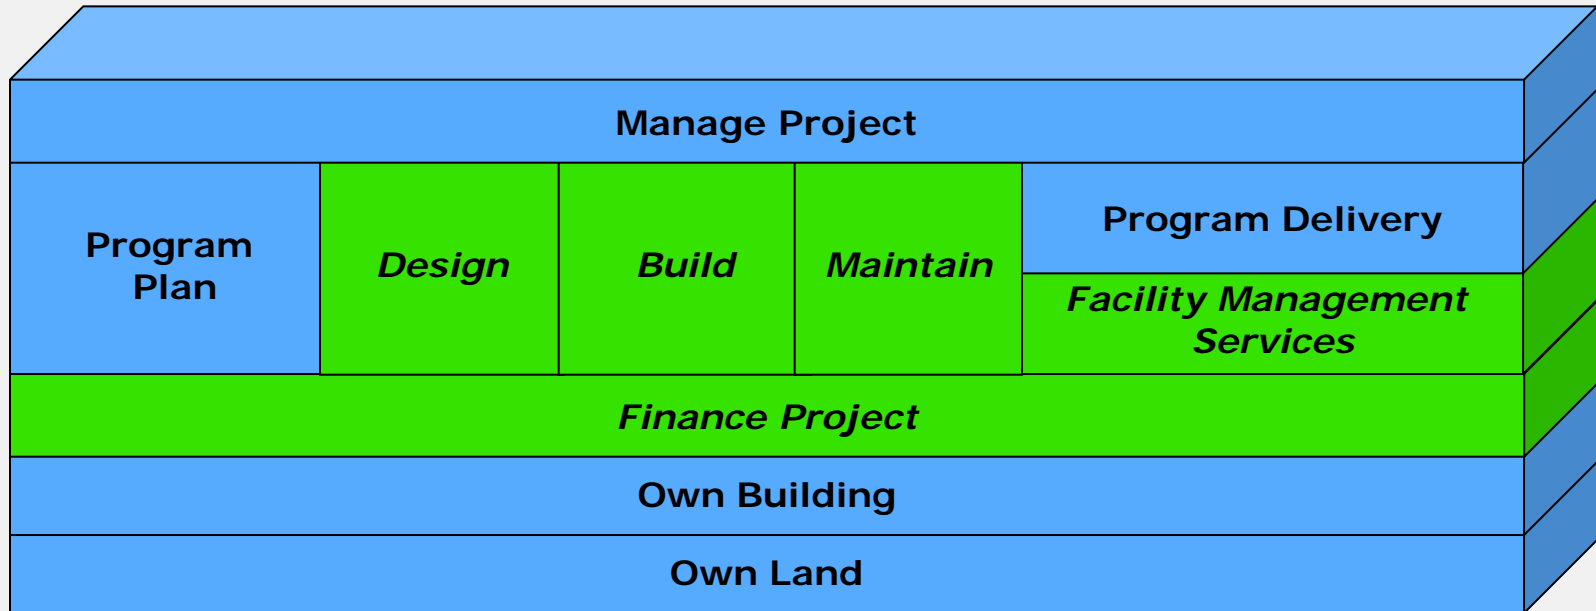 Manage Project
Program
Plan
Design
Build
Maintain
Program Delivery
Facility Management
Services
Finance Project
Own Building
Own Land